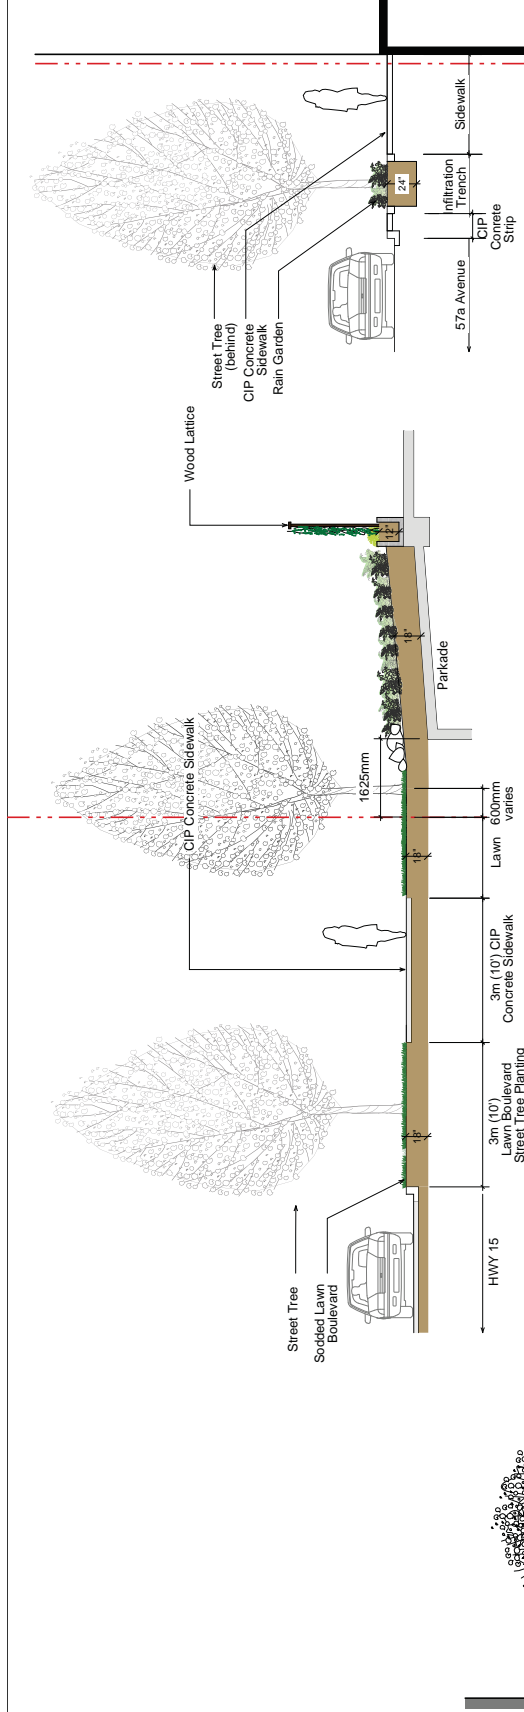 Street Tree
Sodded Lawn
Boulevard
CIP Concrete Sidewalk
Wood Lattice
18"
18"
1625mm
18"
12"
Parkade
HWY 15
3m (10')
Lawn Boulevard
Street Tree Planting
3m (10') CIP
Concrete Sidewalk
Lawn
600mm
varies
Street Tree
(behind)
CIP Concrete
Sidewalk
Rain Garden
24"
57a Avenue
CIP
Conrete
Strip
Infiltration
Trench
Sidewalk